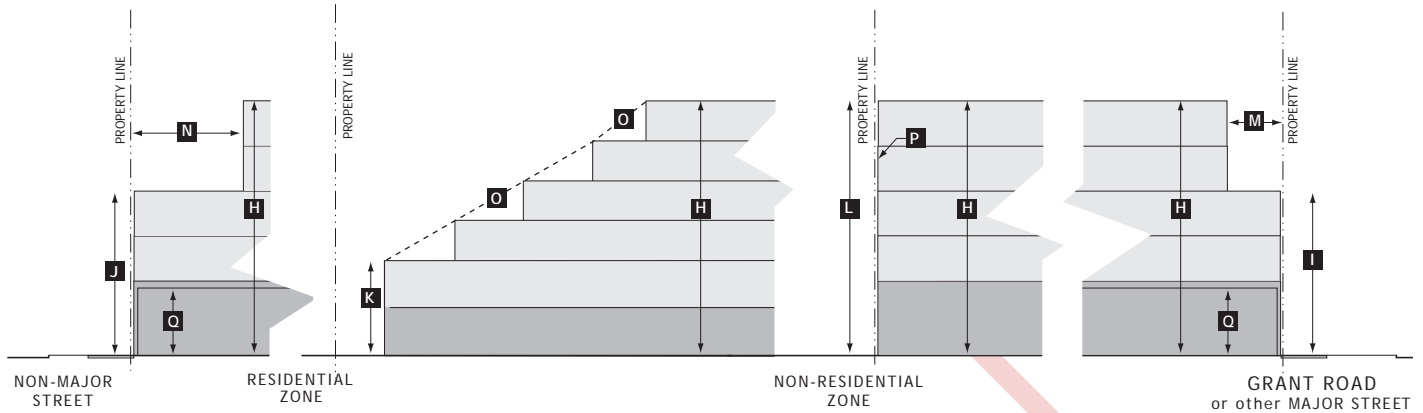 PROPERTY LINE
PROPERTY LINE
PROPERTY LINE
PROPERTY LINE
N
H
J
Q
O
O
H
K
L
P
H
H
M
I
Q
NON-MAJOR
STREET
RESIDENTIAL
ZONE
NON-RESIDENTIAL
ZONE
GRANT ROAD
or other MAJOR STREET